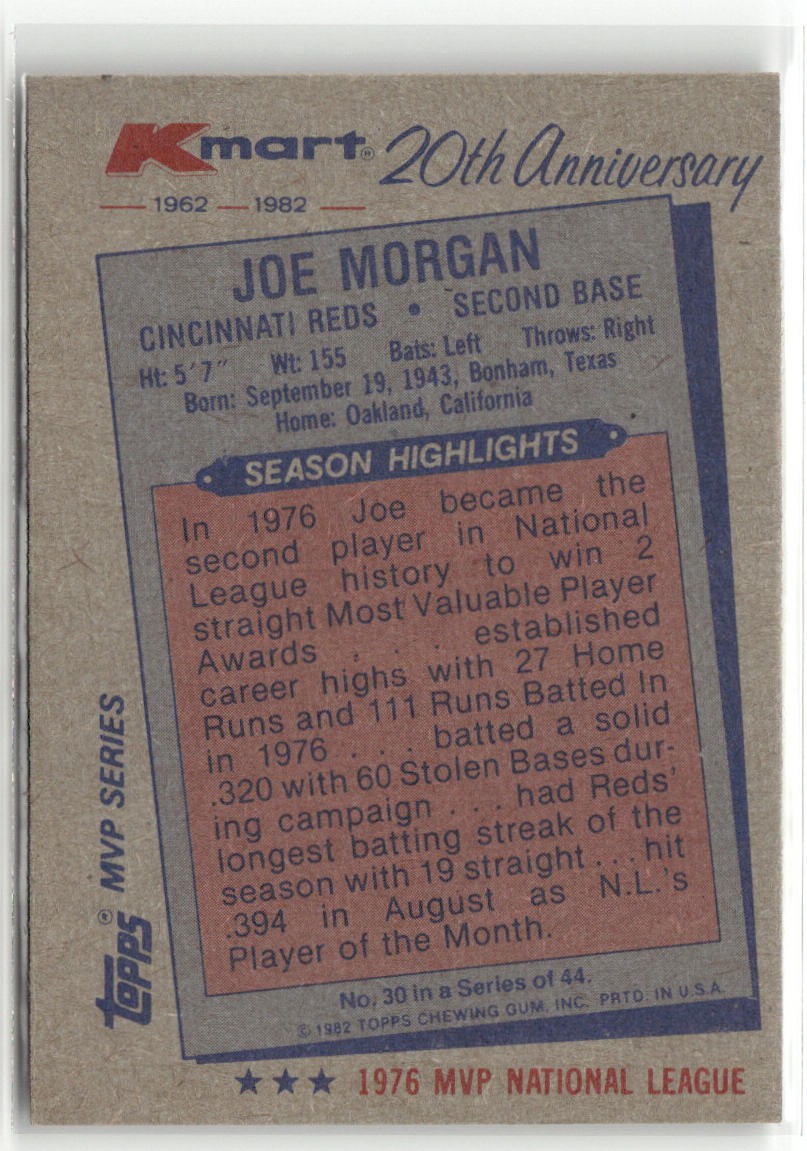 Kmart® 20th Anniversary
1962 1982
JOE MORGAN
CINCINNATI REDS • SECOND BASE
Ht: 5'7" Wt: 155 Bats: Left Throws: Right
Born: September 19, 1943, Bonham, Texas
Home: Oakland, California
SEASON HIGHLIGHTS
In 1976 Joe became the
second player in National
League history to win 2
straight Most Valuable Player
Awards . . . established
career highs with 27 Home
Runs and 111 Runs Batted In
in 1976 . . . batted a solid
.320 with 60 Stolen Bases dur-
ing campaign . . . had Reds'
longest batting streak of the
season with 19 straight . . . hit
.394 in August as N.L.'s
Player of the Month.
No. 30 in a Series of 44.
© 1982 TOPPS CHEWING GUM, INC. PRTD. IN U.S.A.
TOPPS® MVP SERIES
★★★ 1976 MVP NATIONAL LEAGUE